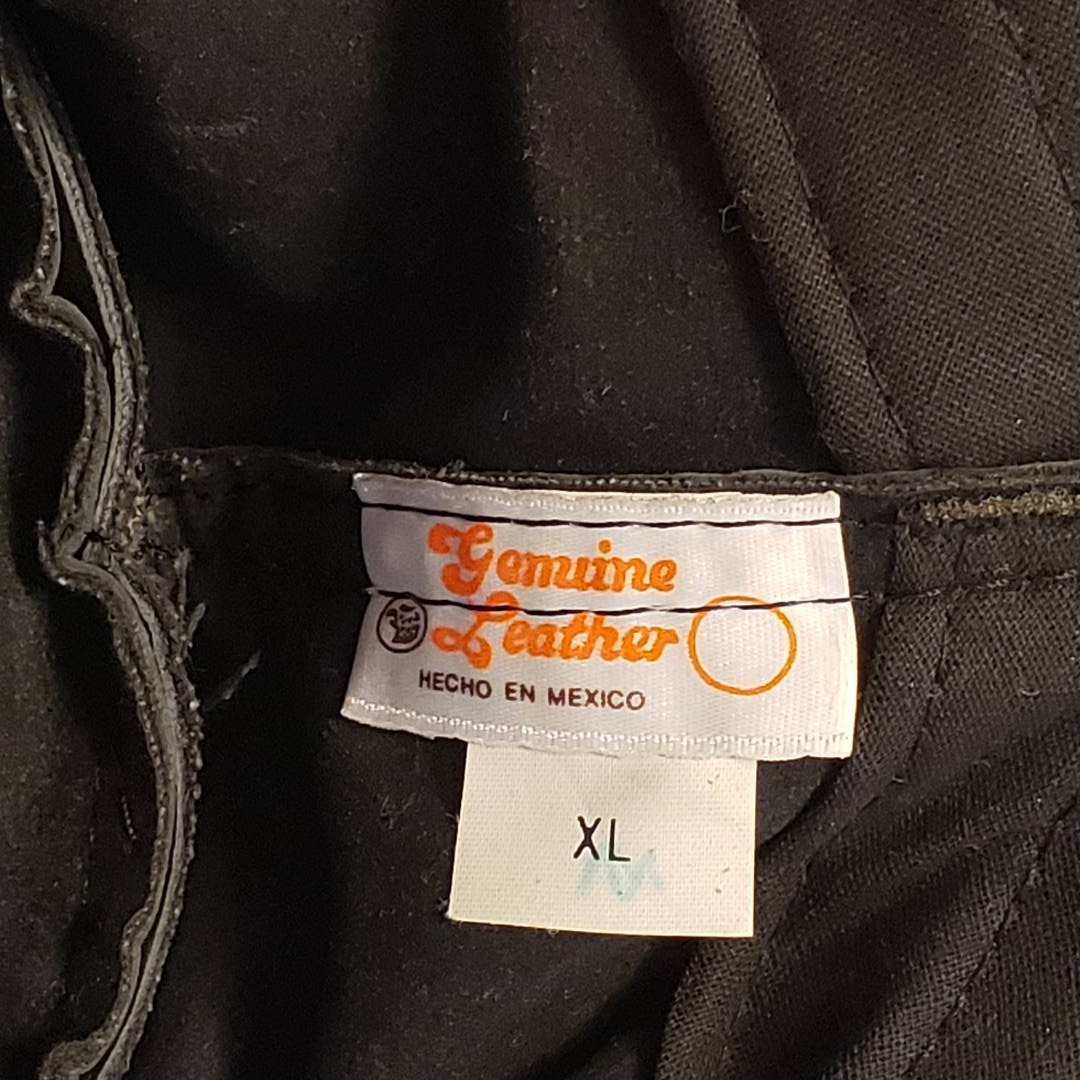 Genuine
Leather
HECHO EN MEXICO
XL